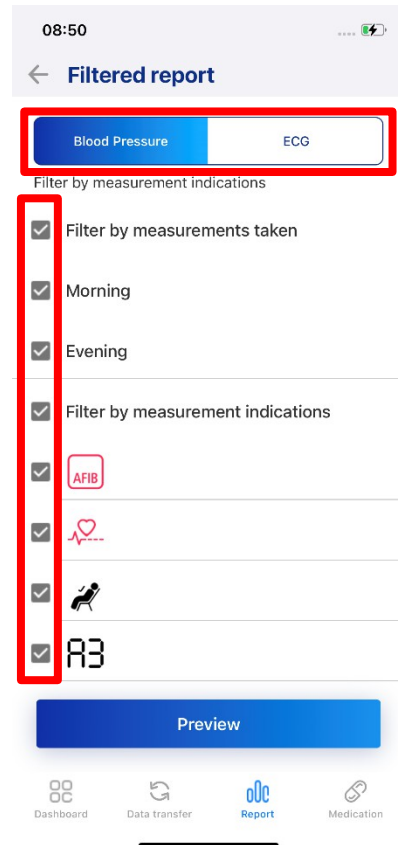 08:50
Filtered report
Blood Pressure ECG
Filter by measurement indications
Filter by measurements taken
Morning
Evening
Filter by measurement indications
AFIB
A3
Preview
Dashboard Data transfer Report Medication